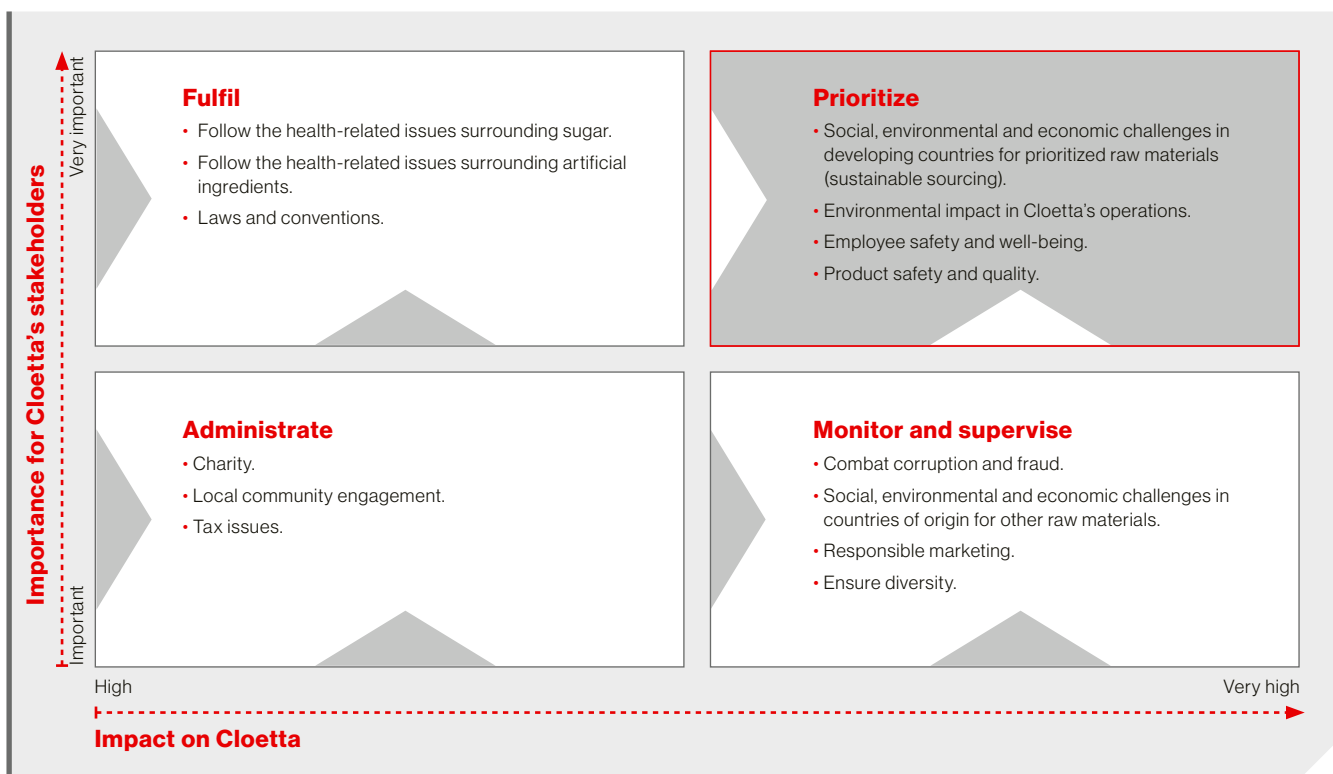 Importance for Cloetta's stakeholders
Very important
Important
Fulfil
• Follow the health-related issues surrounding sugar.
• Follow the health-related issues surrounding artificial
ingredients.
• Laws and conventions.
Prioritize
• Social, environmental and economic challenges in
developing countries for prioritized raw materials
(sustainable sourcing).
• Environmental impact in Cloetta's operations.
• Employee safety and well-being.
• Product safety and quality.
Administrate
• Charity.
• Local community engagement.
• Tax issues.
Monitor and supervise
• Combat corruption and fraud.
• Social, environmental and economic challenges in
countries of origin for other raw materials.
• Responsible marketing.
• Ensure diversity.
High
Very high
Impact on Cloetta